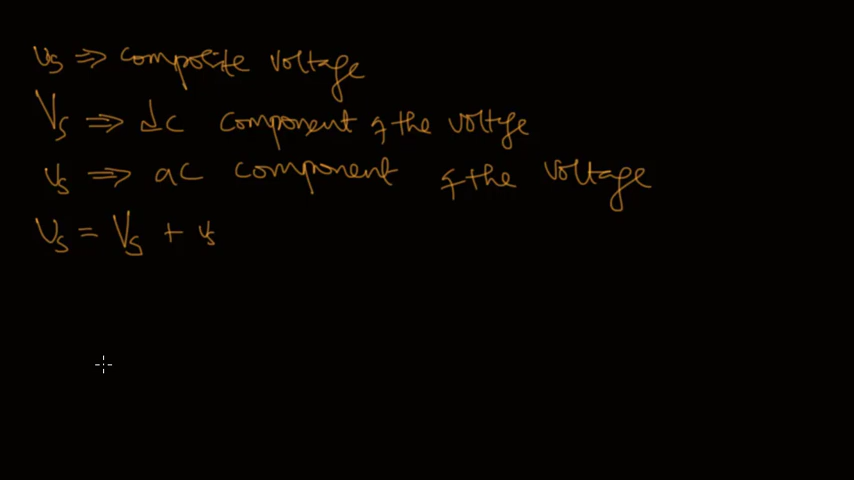 vS ⇒ composite voltage
VS ⇒ dc component of the voltage
vs ⇒ ac component of the voltage
vS = VS + vs